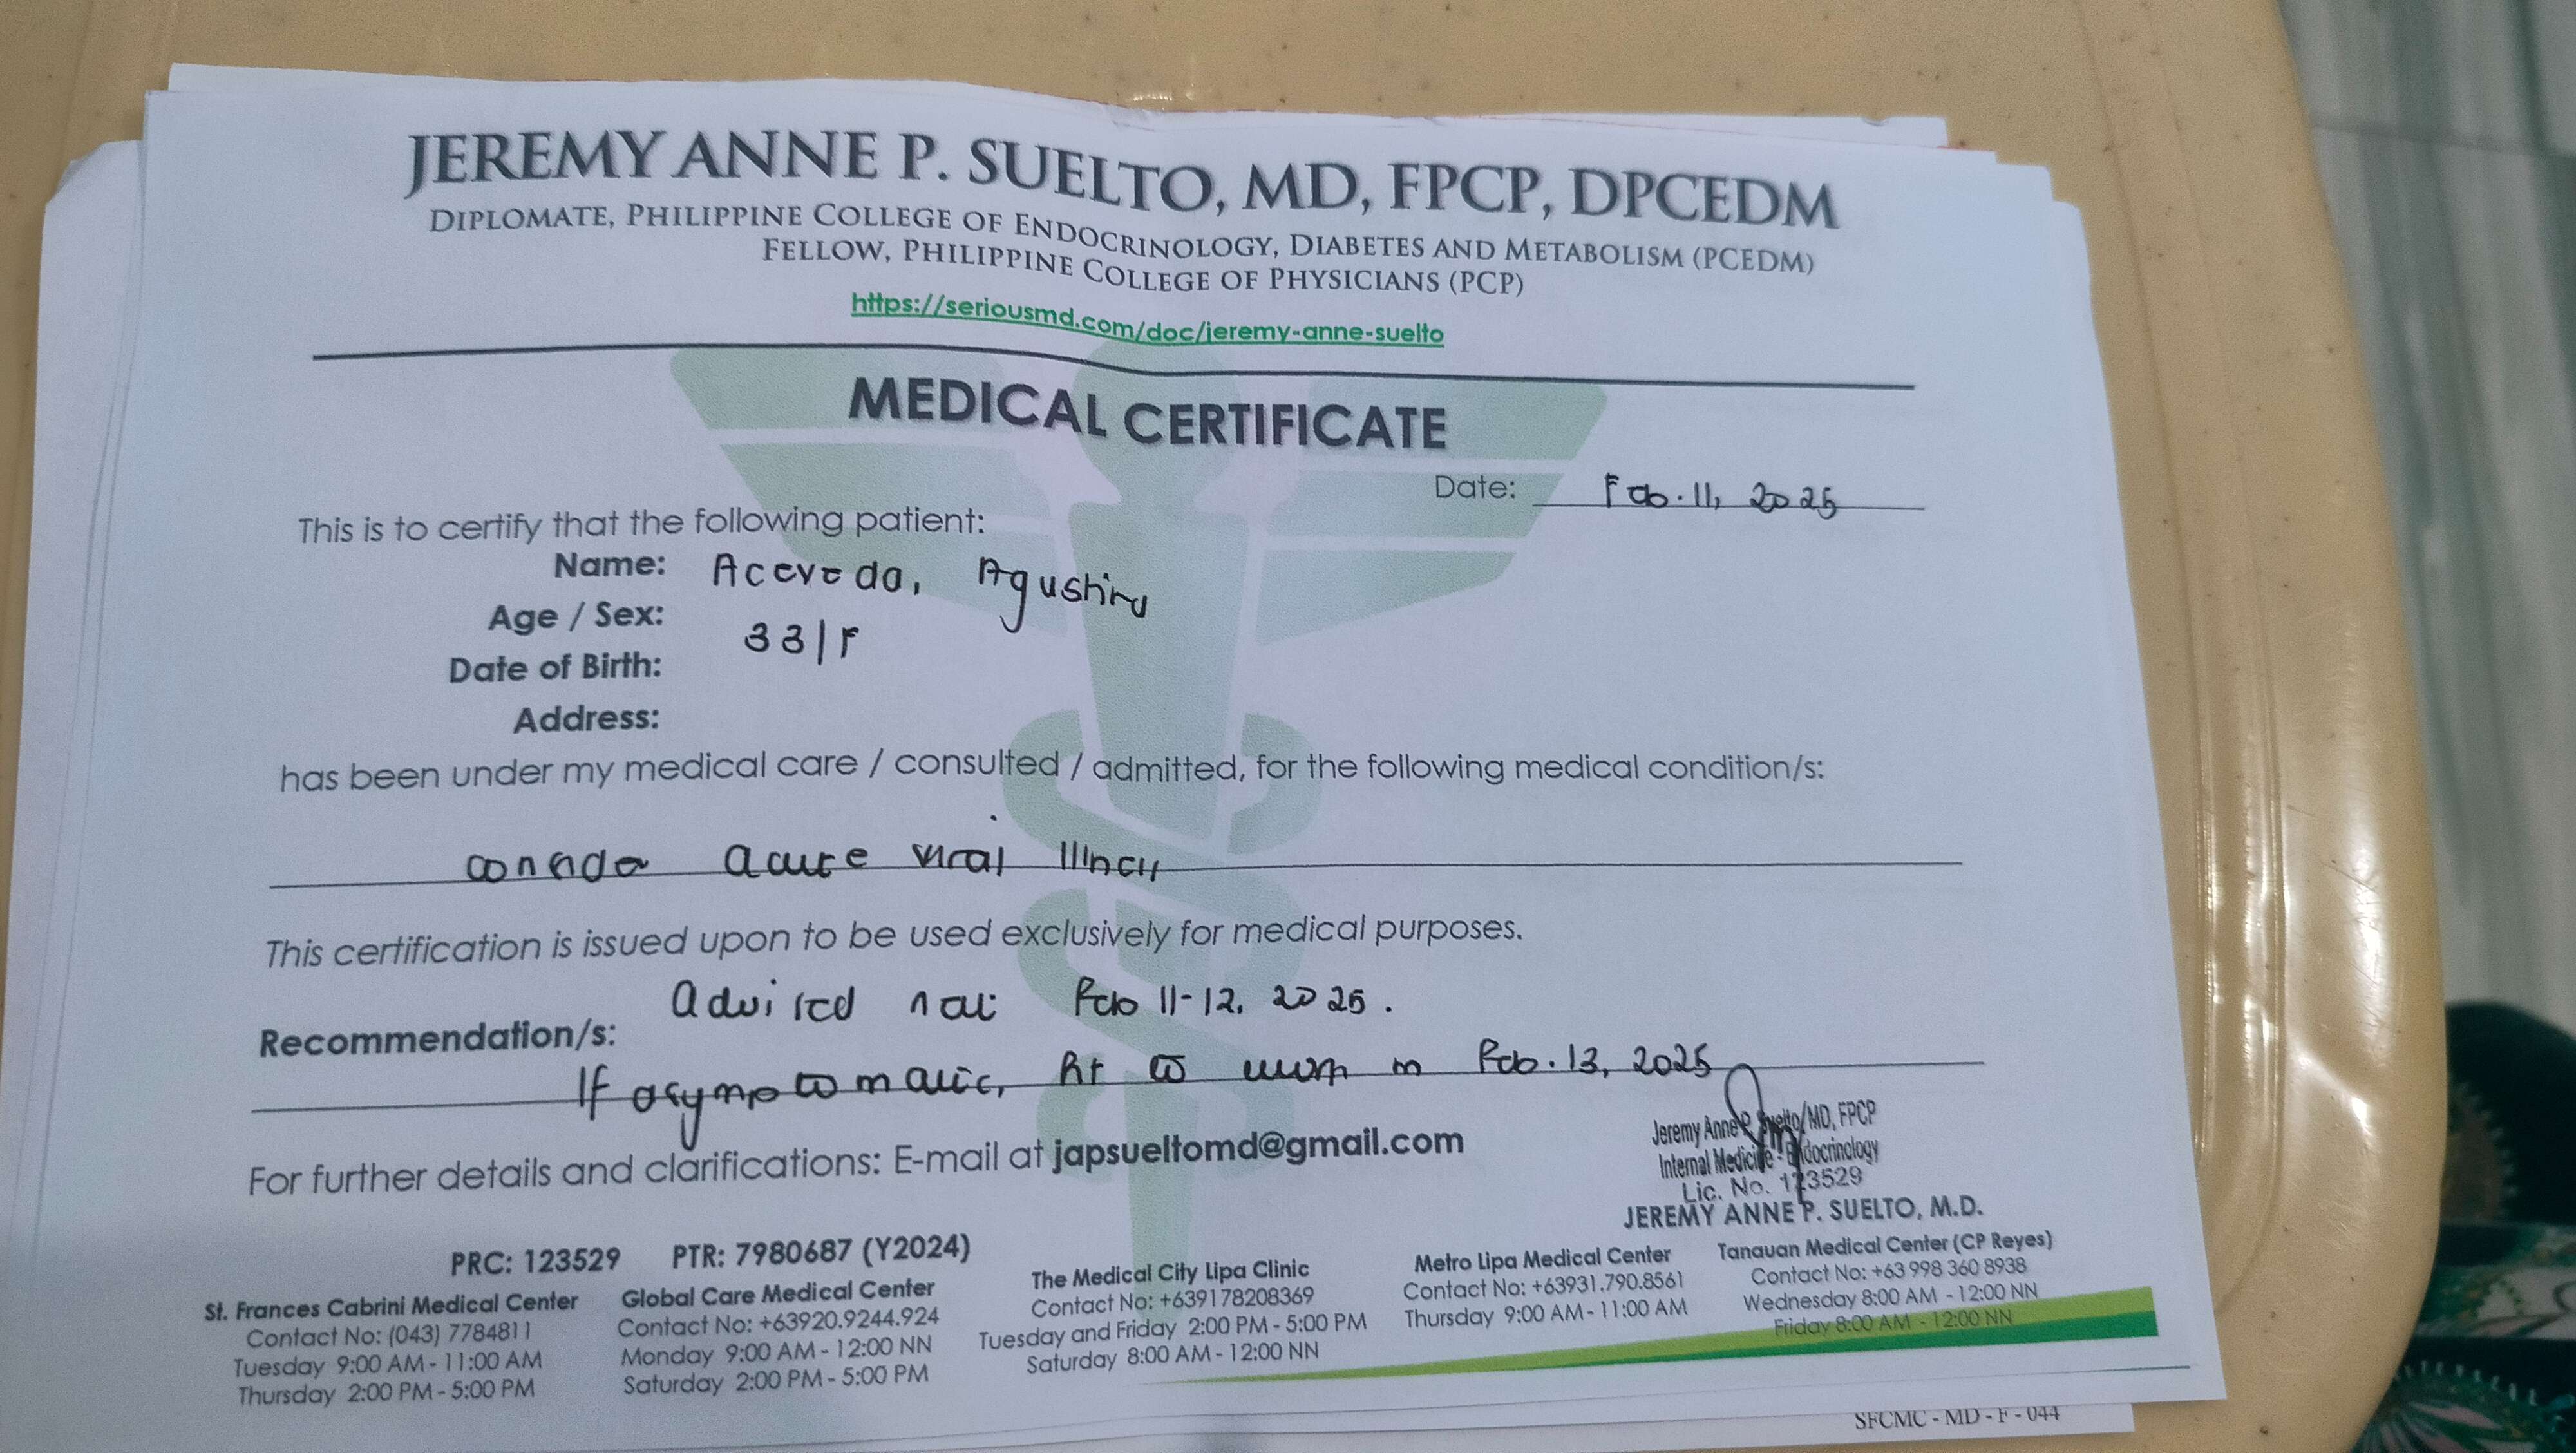 JEREMY ANNE P. SUELTO, MD, FPCP, DPCEDM
DIPLOMATE, PHILIPPINE COLLEGE OF ENDOCRINOLOGY, DIABETES AND METABOLISM (PCEDM)
FELLOW, PHILIPPINE COLLEGE OF PHYSICIANS (PCP)
https://seriousmd.com/doc/jeremy-anne-suelto
MEDICAL CERTIFICATE
Date: Feb. 11, 2025
This is to certify that the following patient:
Name: Acevedo,
Age / Sex: 33/F
Date of Birth:
Address:
has been under my medical care / consulted / admitted, for the following medical condition/s:
consider acute viral illness
This certification is issued upon to be used exclusively for medical purposes.
advised Feb 11-12, 2025.
Recommendation/s:
If asymptomatic, to work on Feb. 13, 2025
For further details and clarifications: E-mail at japsueltomd@gmail.com
Jeremy Anne P. Suelto, MD, FPCP
Internal Medicine - Endocrinology
Lic. No. 123529
JEREMY ANNE P. SUELTO, M.D.
PRC: 123529 PTR: 7980687 (Y2024)
St. Frances Cabrini Medical Center
Contact No: (043) 7784811
Tuesday 9:00 AM - 11:00 AM
Thursday 2:00 PM - 5:00 PM
Global Care Medical Center
Contact No: +63920.9244.924
Monday 9:00 AM - 12:00 NN
Saturday 2:00 PM - 5:00 PM
The Medical City Lipa Clinic
Contact No: +639178208369
Tuesday and Friday 2:00 PM - 5:00 PM
Saturday 8:00 AM - 12:00 NN
Metro Lipa Medical Center
Contact No: +63931.790.8561
Thursday 9:00 AM - 11:00 AM
Tanauan Medical Center (CP Reyes)
Contact No: +63 998 360 8938
Wednesday 8:00 AM - 12:00 NN
Friday 8:00 AM - 12:00 NN
SFCMC - MD - F - 044